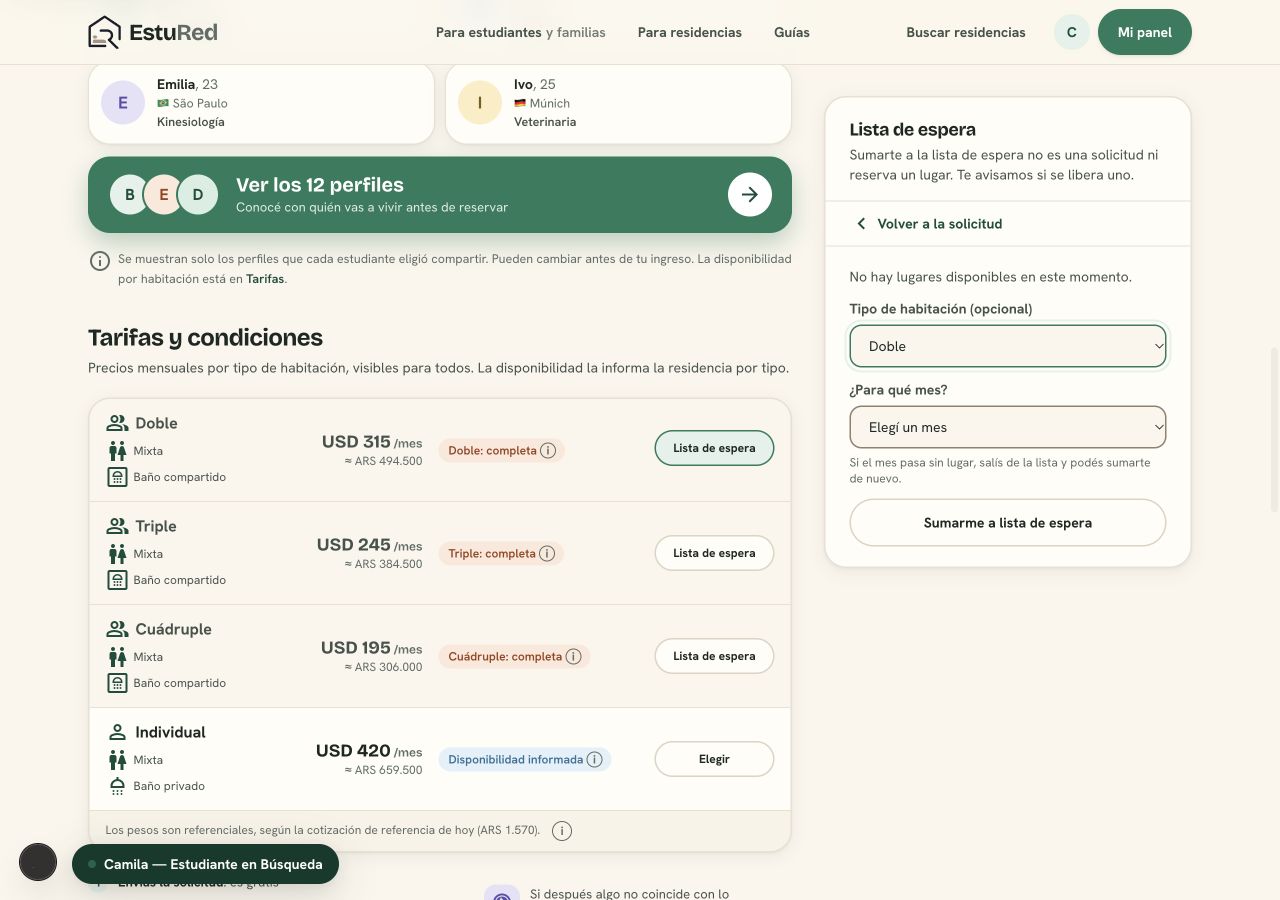 EstuRed
Para estudiantes y familias
Para residencias
Guías
Buscar residencias
C
Mi panel
E
Emilia, 23
São Paulo
Kinesiología
I
Ivo, 25
Múnich
Veterinaria
B
E
D
Ver los 12 perfiles
Conocé con quién vas a vivir antes de reservar
Se muestran solo los perfiles que cada estudiante eligió compartir. Pueden cambiar antes de tu ingreso. La disponibilidad
por habitación está en Tarifas.
Tarifas y condiciones
Precios mensuales por tipo de habitación, visibles para todos. La disponibilidad la informa la residencia por tipo.
Doble
Mixta
Baño compartido
USD 315 /mes
≈ ARS 494.500
Doble: completa
Lista de espera
Triple
Mixta
Baño compartido
USD 245 /mes
≈ ARS 384.500
Triple: completa
Lista de espera
Cuádruple
Mixta
Baño compartido
USD 195 /mes
≈ ARS 306.000
Cuádruple: completa
Lista de espera
Individual
Mixta
Baño privado
USD 420 /mes
≈ ARS 659.500
Disponibilidad informada
Elegir
Los pesos son referenciales, según la cotización de referencia de hoy (ARS 1.570).
Camila — Estudiante en Búsqueda
Enviás la solicitud: es gratis
Si después algo no coincide con lo
Lista de espera
Sumarte a la lista de espera no es una solicitud ni
reserva un lugar. Te avisamos si se libera uno.
Volver a la solicitud
No hay lugares disponibles en este momento.
Tipo de habitación (opcional)
Doble
¿Para qué mes?
Elegí un mes
Si el mes pasa sin lugar, salís de la lista y podés sumarte
de nuevo.
Sumarme a lista de espera